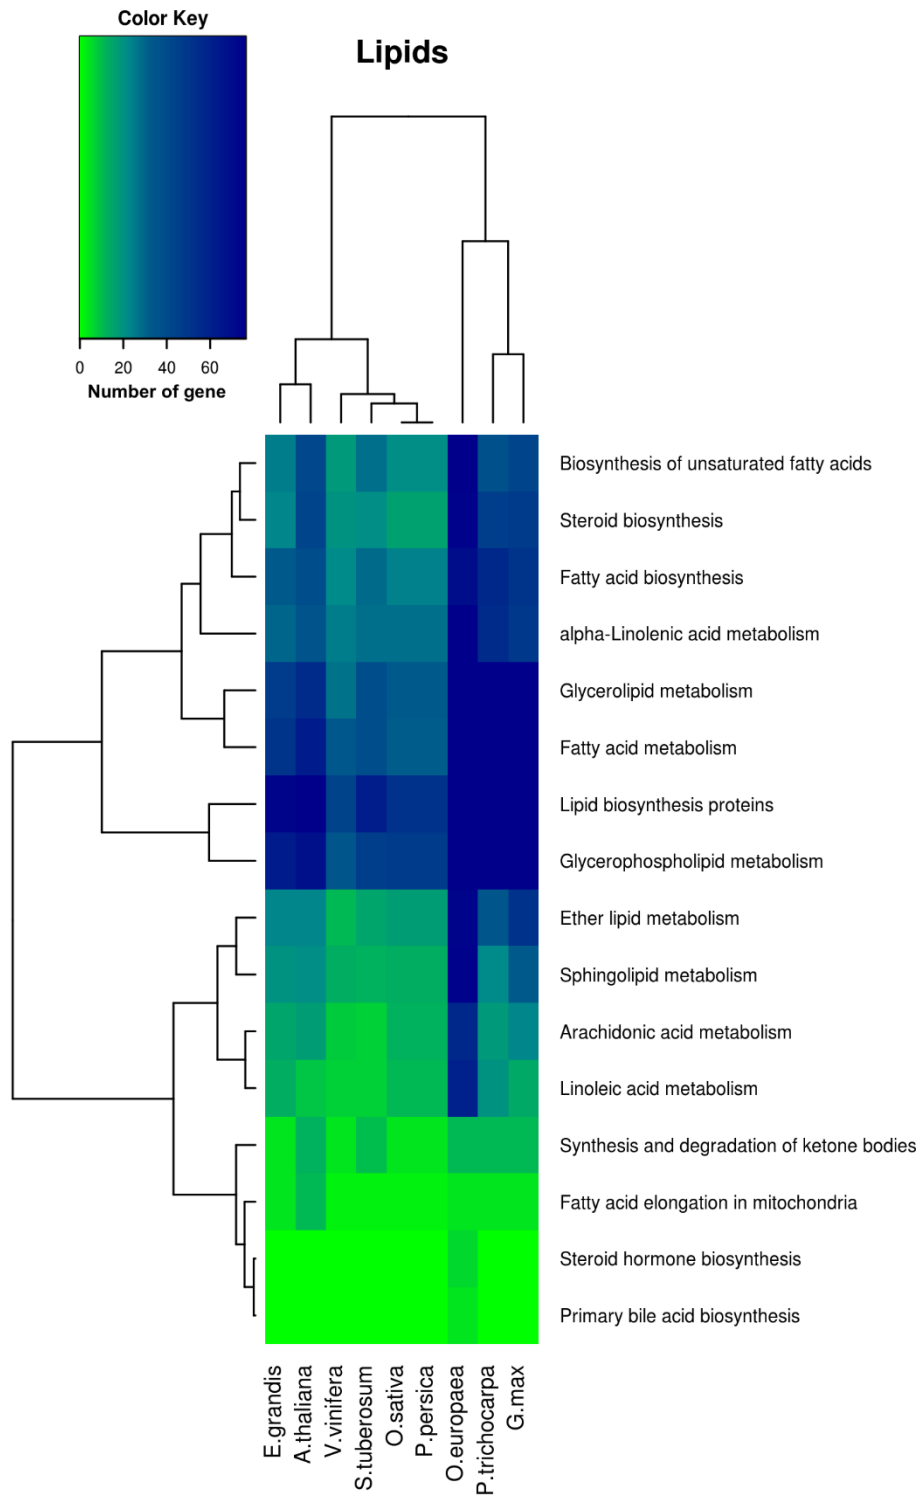 Color Key
Lipids
0 20 40 60
Number of gene
Biosynthesis of unsaturated fatty acids
Steroid biosynthesis
Fatty acid biosynthesis
alpha-Linolenic acid metabolism
Glycerolipid metabolism
Fatty acid metabolism
Lipid biosynthesis proteins
Glycerophospholipid metabolism
Ether lipid metabolism
Sphingolipid metabolism
Arachidonic acid metabolism
Linoleic acid metabolism
Synthesis and degradation of ketone bodies
Fatty acid elongation in mitochondria
Steroid hormone biosynthesis
Primary bile acid biosynthesis
E.grandis
A.thaliana
V.vinifera
S.tuberosum
O.sativa
P.persica
O.europaea
P.trichocarpa
G.max